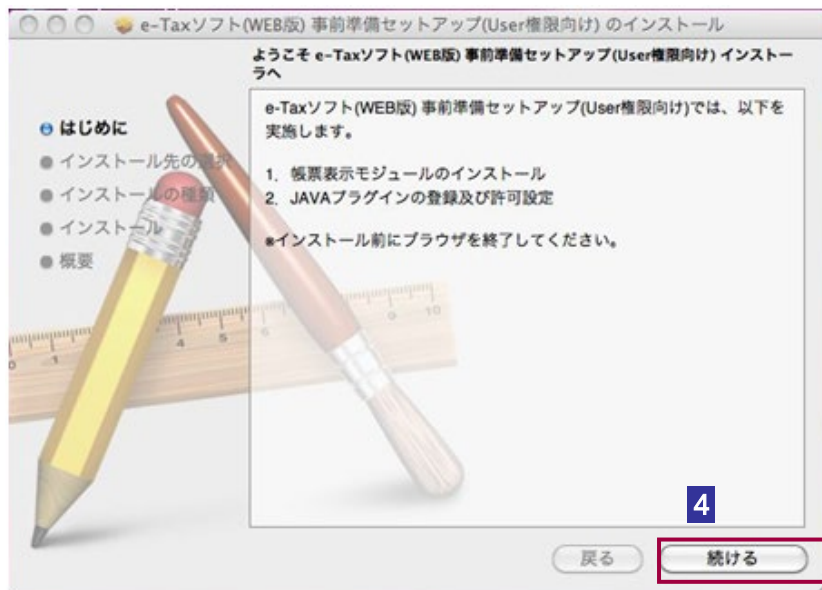 e-Taxソフト(WEB版) 事前準備セットアップ(User権限向け) のインストール
ようこそ e-Taxソフト(WEB版) 事前準備セットアップ(User権限向け) インストー
ラへ
はじめに
インストール先の選択
インストールの種類
インストール
概要
e-Taxソフト(WEB版) 事前準備セットアップ(User権限向け)では、以下を
実施します。
1. 帳票表示モジュールのインストール
2. JAVAプラグインの登録及び許可設定
※インストール前にブラウザを終了してください。
0 1 4 5 6 9 10
4
戻る
続ける